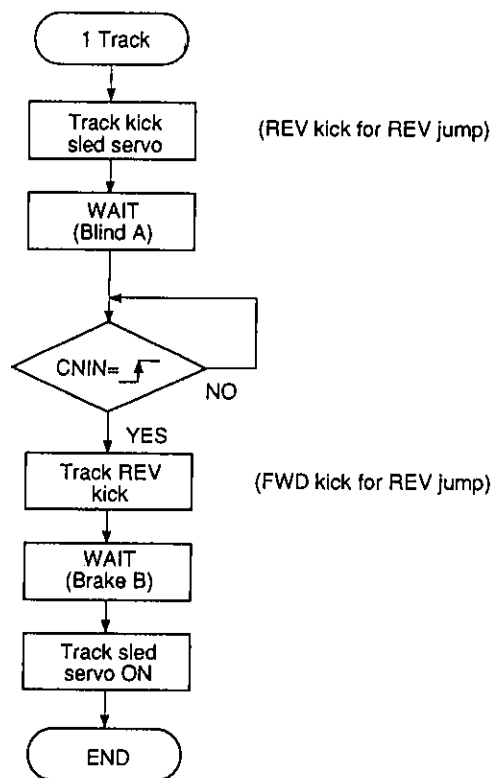 1 Track
Track kick
sled servo
(REV kick for REV jump)
WAIT
(Blind A)
CNIN=
NO
YES
Track REV
kick
(FWD kick for REV jump)
WAIT
(Brake B)
Track sled
servo ON
END